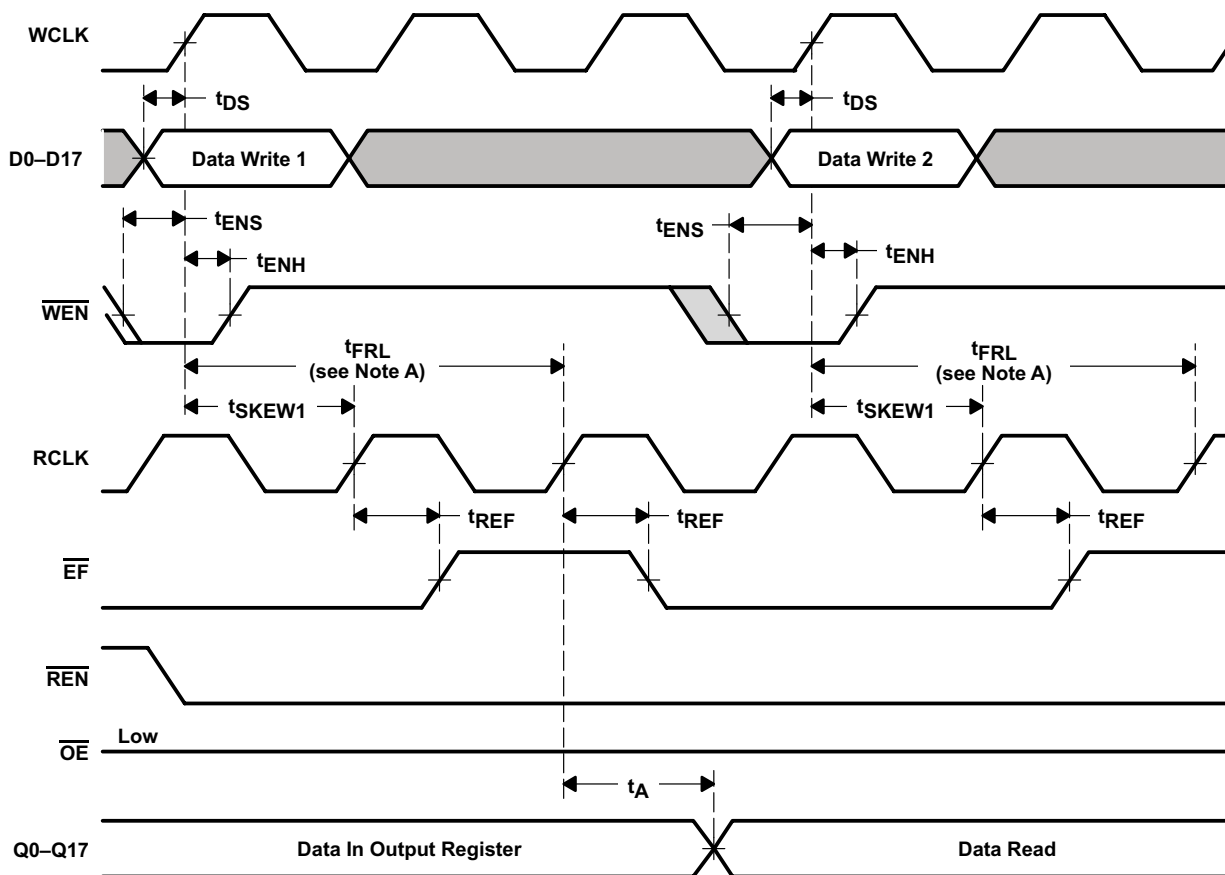 WCLK
tDS tDS
D0–D17 Data Write 1 Data Write 2
tENS tENS
tENH tENH
WEN
tFRL
(see Note A)
tFRL
(see Note A)
tSKEW1 tSKEW1
RCLK
tREF tREF tREF
EF
REN
Low
OE
tA
Q0–Q17 Data In Output Register Data Read